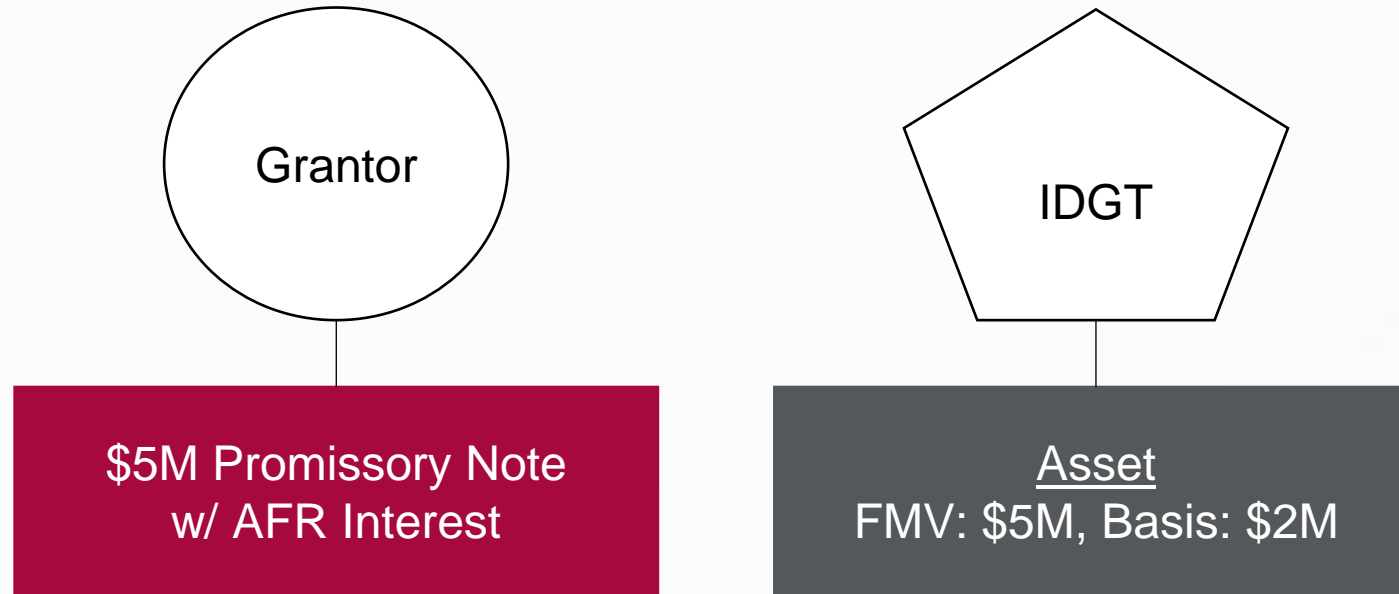 Grantor
IDGT
$5M Promissory Note
w/ AFR Interest
Asset
FMV: $5M, Basis: $2M